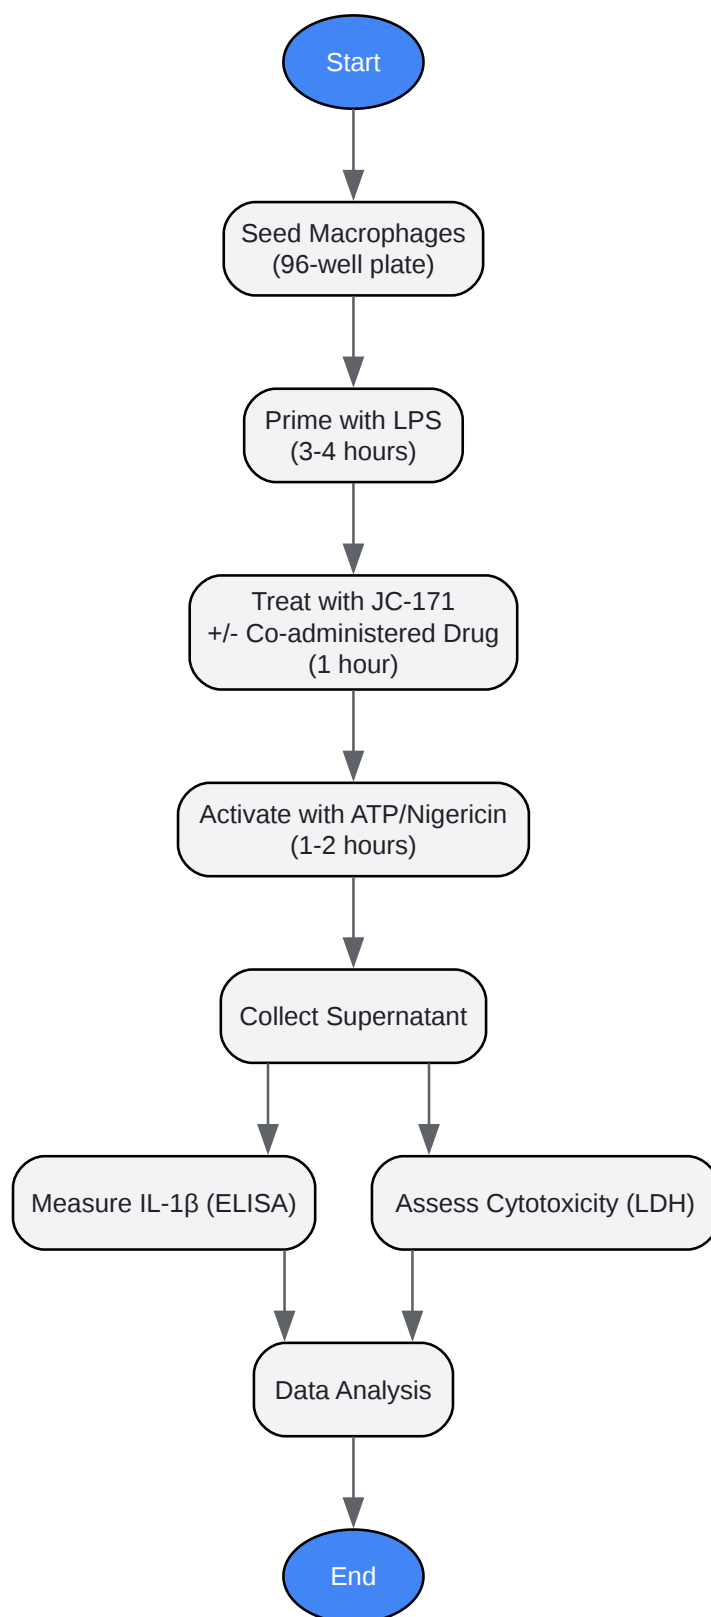 Start
Seed Macrophages
(96-well plate)
Prime with LPS
(3-4 hours)
Treat with JC-171
+/- Co-administered Drug
(1 hour)
Activate with ATP/Nigericin
(1-2 hours)
Collect Supernatant
Measure IL-1β (ELISA)
Assess Cytotoxicity (LDH)
Data Analysis
End